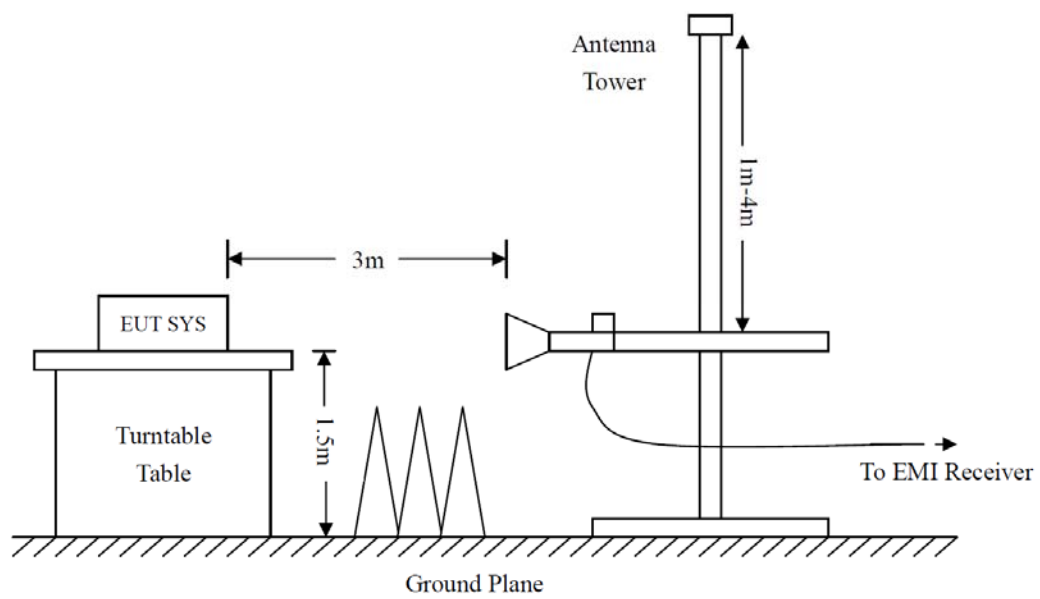 Antenna
Tower
1m-4m
3m
EUT SYS
1.5m
Turntable
Table
To EMI Receiver
Ground Plane